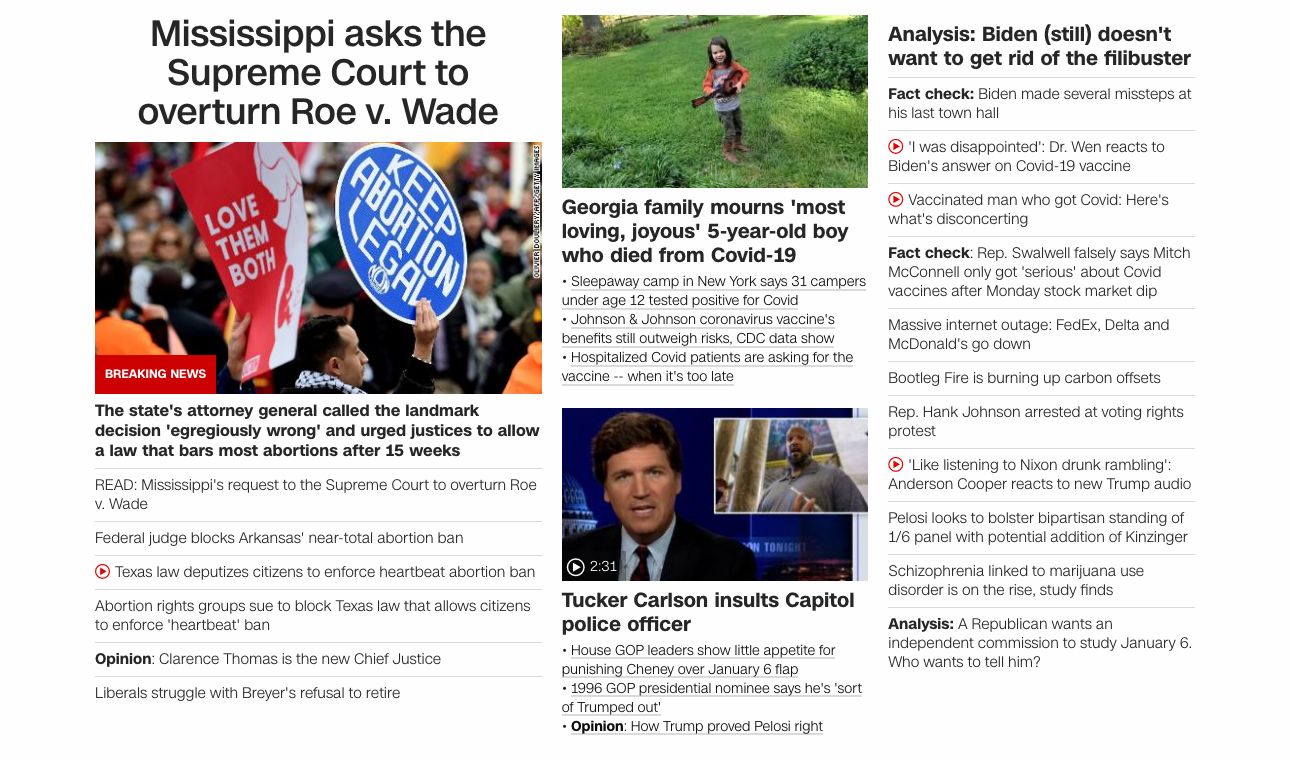 Mississippi asks the
Supreme Court to
overturn Roe v. Wade
LOVE
THEM
BOTH
KEEP
ABORTION
LEGAL
OLIVIER DOULIERY/AFP/GETTY IMAGES
BREAKING NEWS
The state's attorney general called the landmark
decision 'egregiously wrong' and urged justices to allow
a law that bars most abortions after 15 weeks
READ: Mississippi's request to the Supreme Court to overturn Roe
v. Wade
Federal judge blocks Arkansas' near-total abortion ban
Texas law deputizes citizens to enforce heartbeat abortion ban
Abortion rights groups sue to block Texas law that allows citizens
to enforce 'heartbeat' ban
Opinion: Clarence Thomas is the new Chief Justice
Liberals struggle with Breyer's refusal to retire
Georgia family mourns 'most
loving, joyous' 5-year-old boy
who died from Covid-19
• Sleepaway camp in New York says 31 campers
under age 12 tested positive for Covid
• Johnson & Johnson coronavirus vaccine's
benefits still outweigh risks, CDC data show
• Hospitalized Covid patients are asking for the
vaccine -- when it's too late
ON TONIGHT
2:31
Tucker Carlson insults Capitol
police officer
• House GOP leaders show little appetite for
punishing Cheney over January 6 flap
• 1996 GOP presidential nominee says he's 'sort
of Trumped out'
• Opinion: How Trump proved Pelosi right
Analysis: Biden (still) doesn't
want to get rid of the filibuster
Fact check: Biden made several missteps at
his last town hall
'I was disappointed': Dr. Wen reacts to
Biden's answer on Covid-19 vaccine
Vaccinated man who got Covid: Here's
what's disconcerting
Fact check: Rep. Swalwell falsely says Mitch
McConnell only got 'serious' about Covid
vaccines after Monday stock market dip
Massive internet outage: FedEx, Delta and
McDonald's go down
Bootleg Fire is burning up carbon offsets
Rep. Hank Johnson arrested at voting rights
protest
'Like listening to Nixon drunk rambling':
Anderson Cooper reacts to new Trump audio
Pelosi looks to bolster bipartisan standing of
1/6 panel with potential addition of Kinzinger
Schizophrenia linked to marijuana use
disorder is on the rise, study finds
Analysis: A Republican wants an
independent commission to study January 6.
Who wants to tell him?